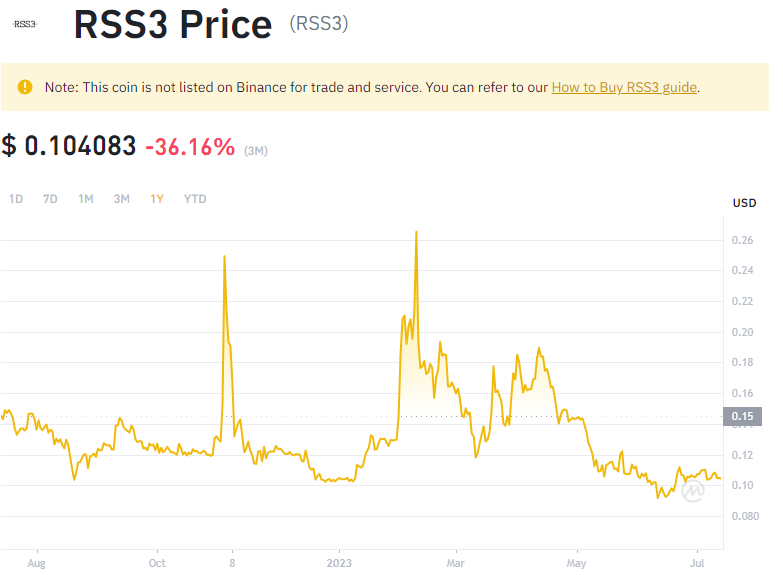 RSS3
RSS3 Price (RSS3)
Note: This coin is not listed on Binance for trade and service. You can refer to our How to Buy RSS3 guide.
$ 0.104083 -36.16% (3M)
1D 7D 1M 3M 1Y YTD
USD
0.26
0.24
0.22
0.20
0.18
0.16
0.15
0.12
0.10
0.080
Aug Oct 8 2023 Mar May Jul